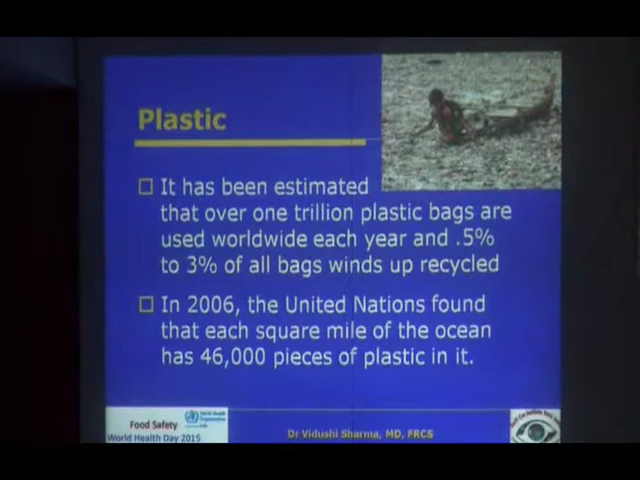 Plastic
It has been estimated
that over one trillion plastic bags are
used worldwide each year and .5%
to 3% of all bags winds up recycled
In 2006, the United Nations found
that each square mile of the ocean
has 46,000 pieces of plastic in it.
Food Safety
World Health Day 2015
World Health
Organization
Dr Vidushi Sharma, MD, FRCS